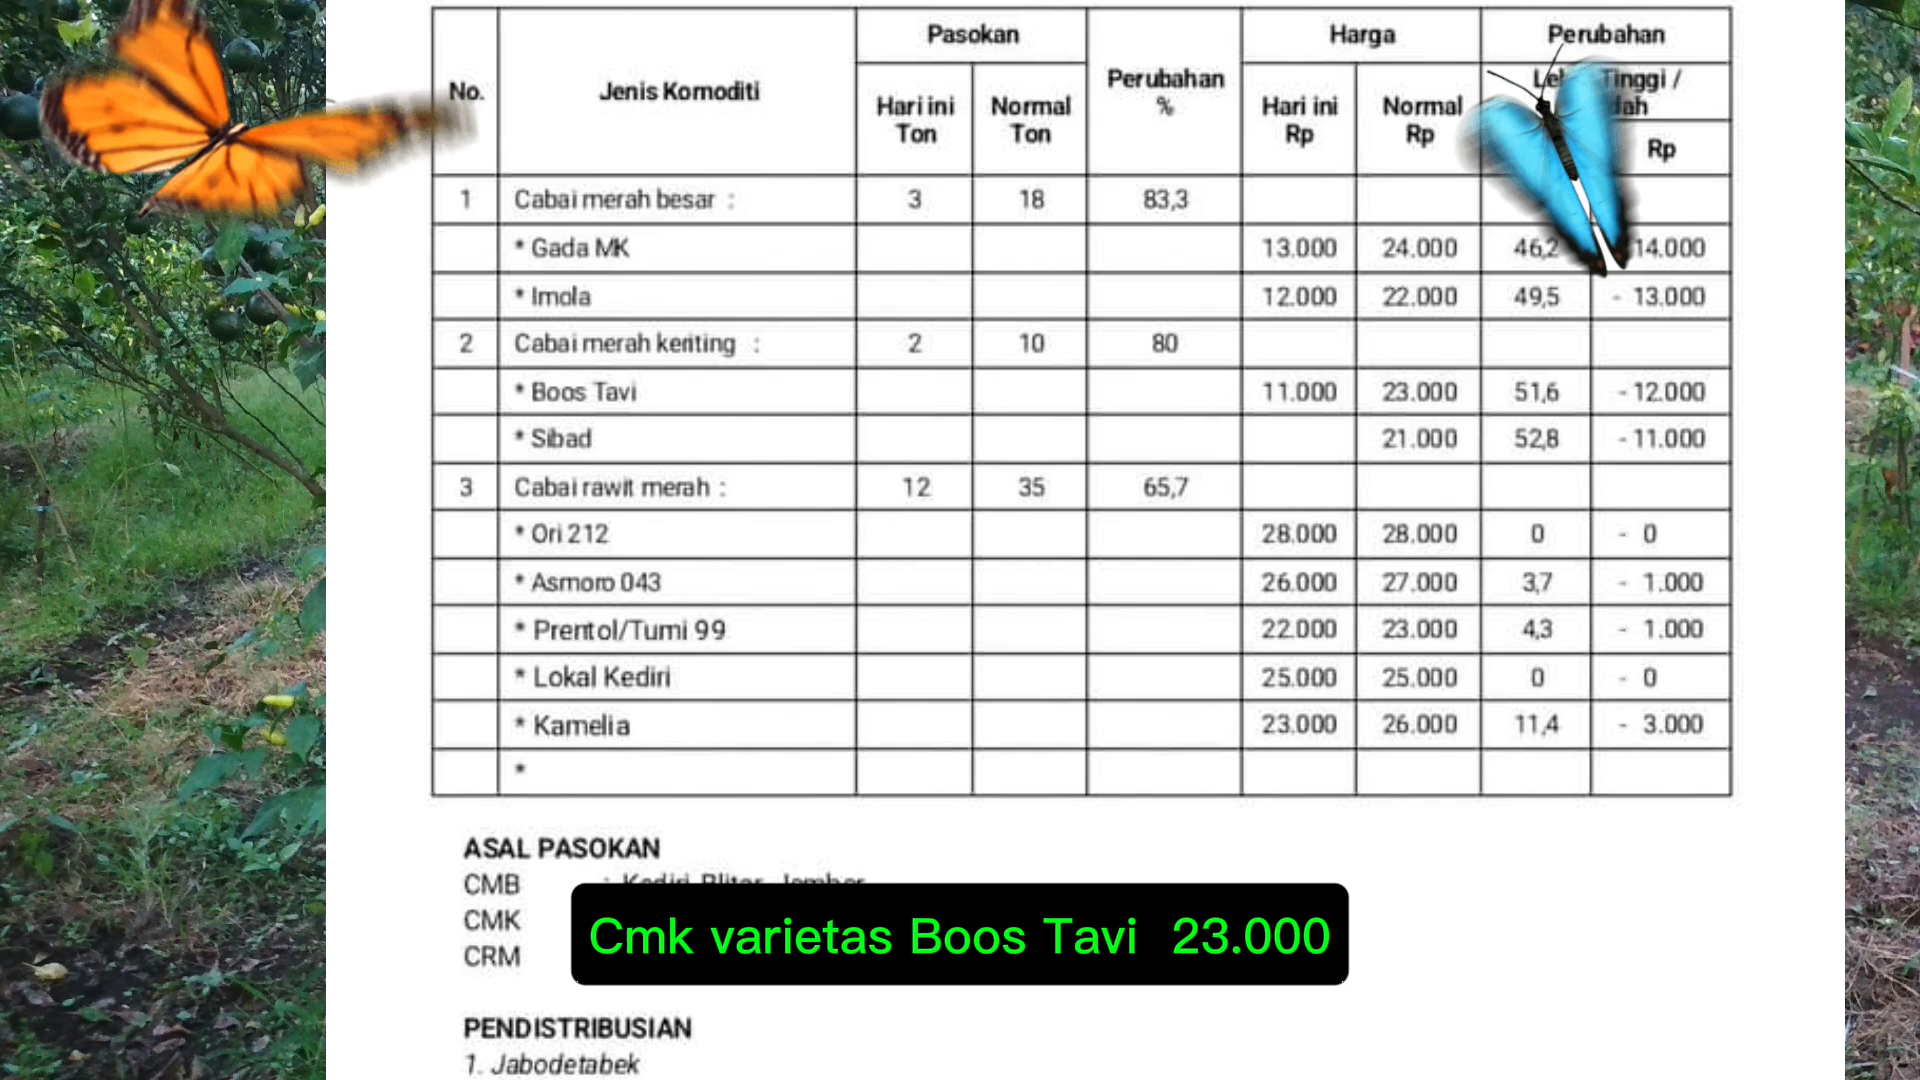 Pasokan Harga Perubahan
No. Jenis Komoditi Perubahan % Tinggi /
Hari ini Ton Normal Ton Hari ini Rp Normal Rp Rp
1 Cabai merah besar : 3 18 83,3
* Gada MK 13.000 24.000 46,2 14.000
* Imola 12.000 22.000 49,5 - 13.000
2 Cabai merah keriting : 2 10 80
* Boos Tavi 11.000 23.000 51,6 - 12.000
* Sibad 21.000 52,8 - 11.000
3 Cabai rawit merah : 12 35 65,7
* Ori 212 28.000 28.000 0 - 0
* Asmoro 043 26.000 27.000 3,7 - 1.000
* Prentol/Tumi 99 22.000 23.000 4,3 - 1.000
* Lokal Kediri 25.000 25.000 0 - 0
* Kamelia 23.000 26.000 11,4 - 3.000
*
ASAL PASOKAN
CMB : Kediri, Blitar, Jember
CMK
CRM
Cmk varietas Boos Tavi 23.000
PENDISTRIBUSIAN
1. Jabodetabek